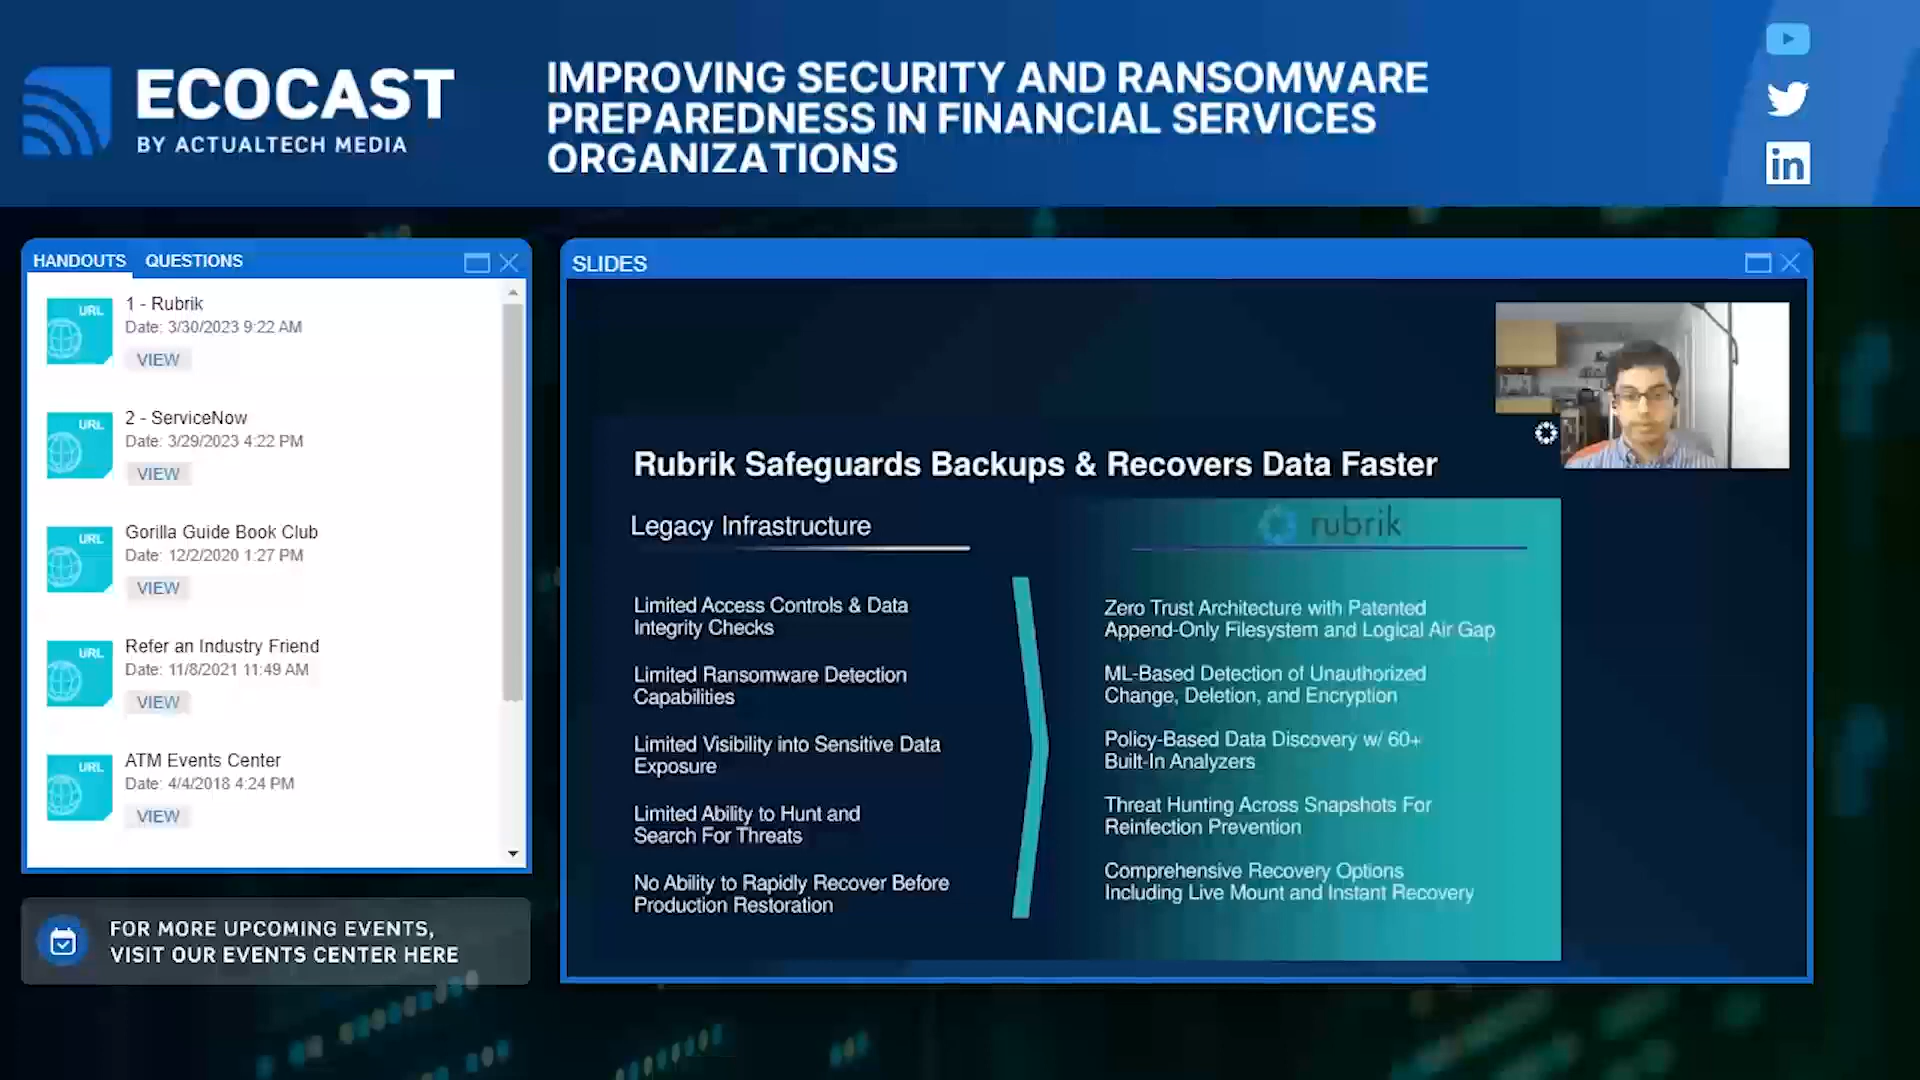 ECOCAST
BY ACTUALTECH MEDIA
IMPROVING SECURITY AND RANSOMWARE
PREPAREDNESS IN FINANCIAL SERVICES
ORGANIZATIONS
in
HANDOUTS QUESTIONS
URL
1 - Rubrik
Date: 3/30/2023 9:22 AM
VIEW
URL
2 - ServiceNow
Date: 3/29/2023 4:22 PM
VIEW
URL
Gorilla Guide Book Club
Date: 12/2/2020 1:27 PM
VIEW
URL
Refer an Industry Friend
Date: 11/8/2021 11:49 AM
VIEW
URL
ATM Events Center
Date: 4/4/2018 4:24 PM
VIEW
FOR MORE UPCOMING EVENTS,
VISIT OUR EVENTS CENTER HERE
SLIDES
Rubrik Safeguards Backups & Recovers Data Faster
Legacy Infrastructure
Limited Access Controls & Data
Integrity Checks
Limited Ransomware Detection
Capabilities
Limited Visibility into Sensitive Data
Exposure
Limited Ability to Hunt and
Search For Threats
No Ability to Rapidly Recover Before
Production Restoration
rubrik
Zero Trust Architecture with Patented
Append-Only Filesystem and Logical Air Gap
ML-Based Detection of Unauthorized
Change, Deletion, and Encryption
Policy-Based Data Discovery w/ 60+
Built-In Analyzers
Threat Hunting Across Snapshots For
Reinfection Prevention
Comprehensive Recovery Options
Including Live Mount and Instant Recovery